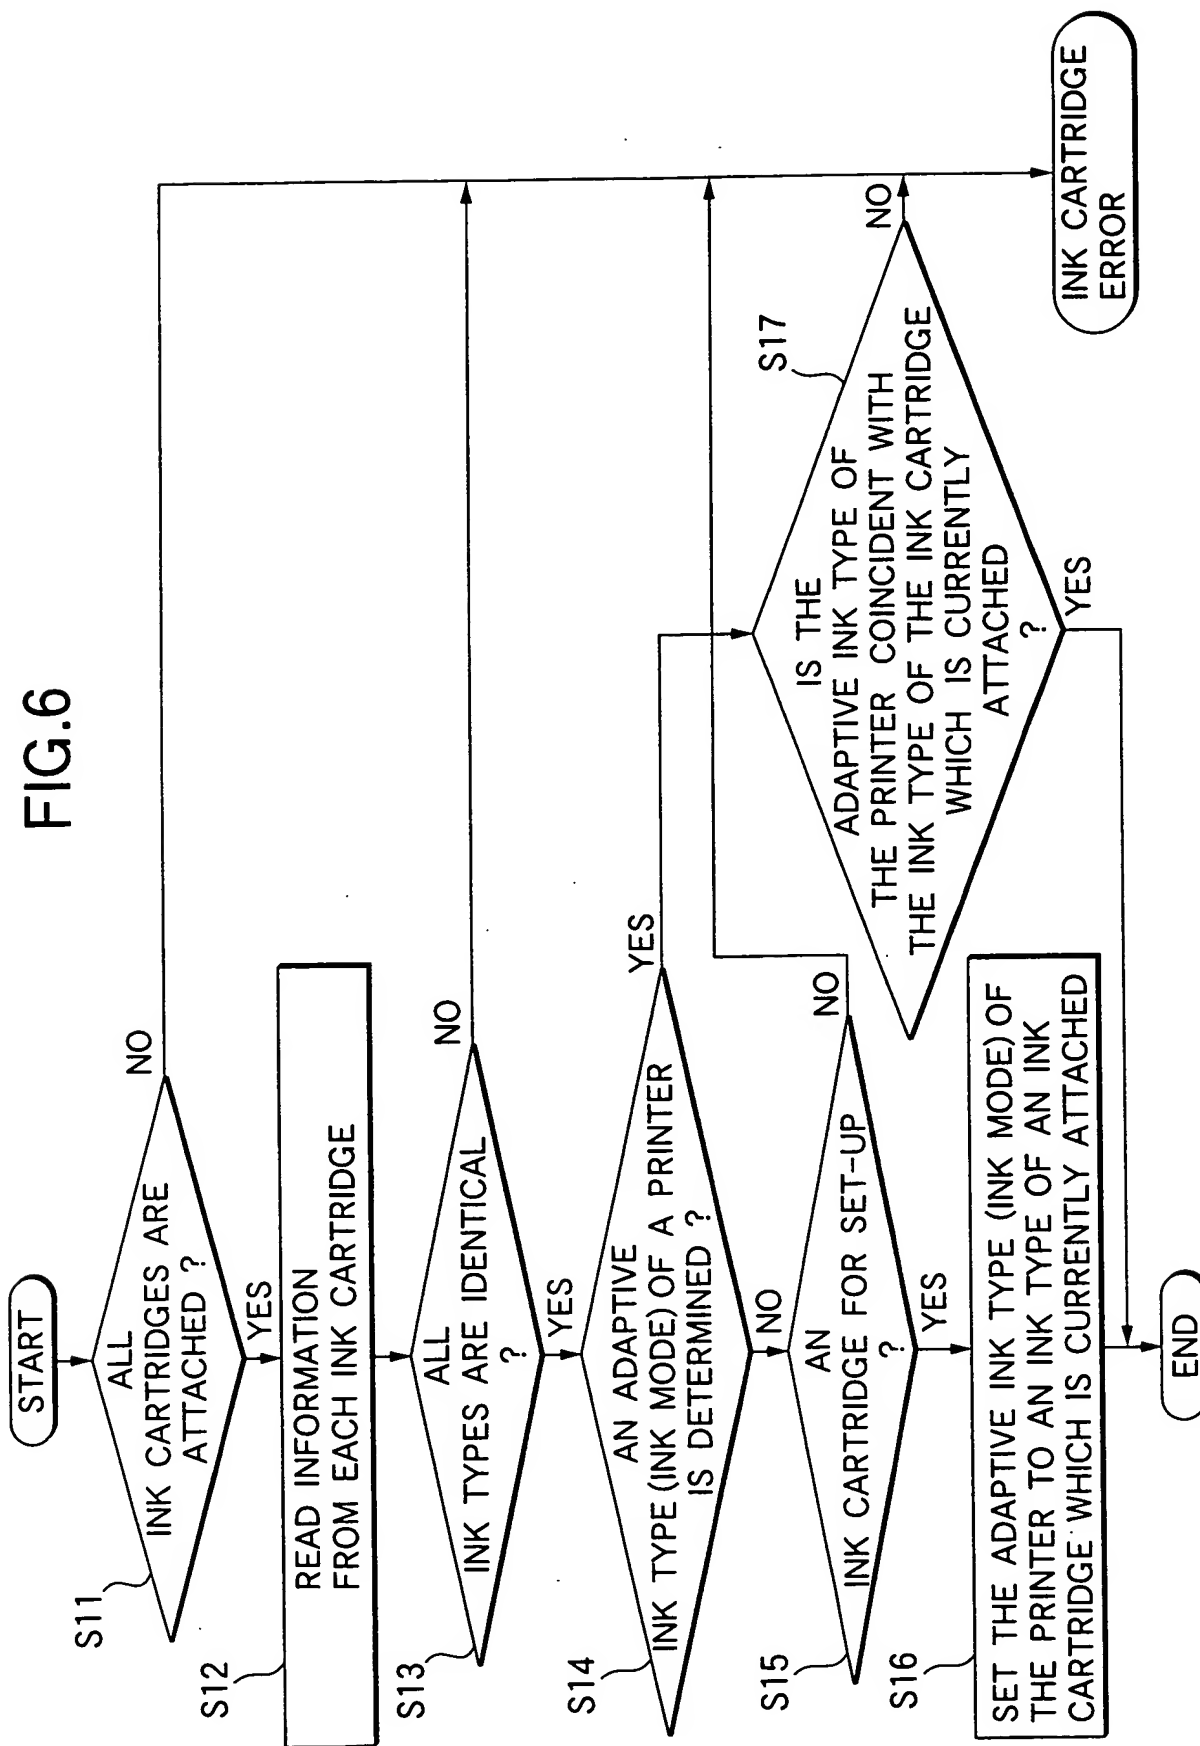 FIG.6
START
S11
ALL
INK CARTRIDGES ARE
ATTACHED ?
NO
YES
S12
READ INFORMATION
FROM EACH INK CARTRIDGE
S13
ALL
INK TYPES ARE IDENTICAL
?
NO
YES
S14
AN ADAPTIVE
INK TYPE (INK MODE) OF A PRINTER
IS DETERMINED ?
YES
NO
S15
AN
INK CARTRIDGE FOR SET-UP
?
NO
YES
S16
SET THE ADAPTIVE INK TYPE (INK MODE) OF
THE PRINTER TO AN INK TYPE OF AN INK
CARTRIDGE WHICH IS CURRENTLY ATTACHED
S17
IS THE
ADAPTIVE INK TYPE OF
THE PRINTER COINCIDENT WITH
THE INK TYPE OF THE INK CARTRIDGE
WHICH IS CURRENTLY
ATTACHED
?
NO
YES
END
INK CARTRIDGE
ERROR